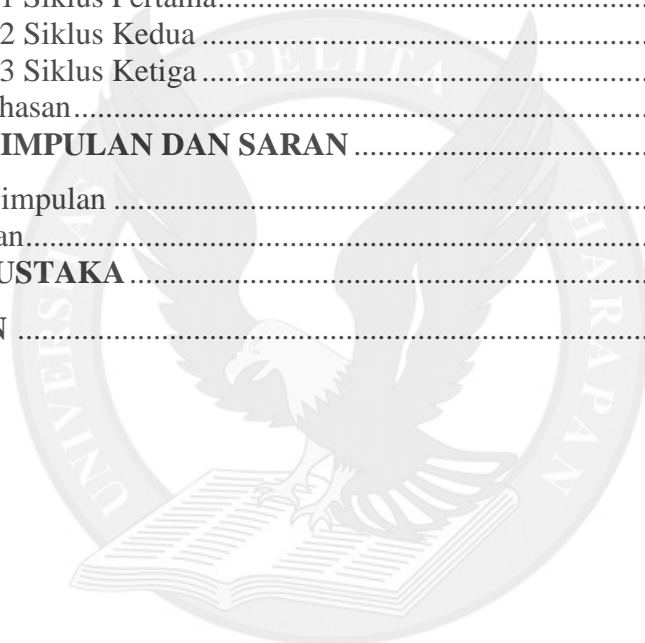 1 Siklus Pertama...............................................................
2 Siklus Kedua.................................................................
3 Siklus Ketiga.................................................................
hasan.................................................................................
IMPULAN DAN SARAN.............................................
impulan...........................................................................
an......................................................................................
USTAKA.........................................................................
N.......................................................................................
UNIVERSITAS PELITA HARAPAN